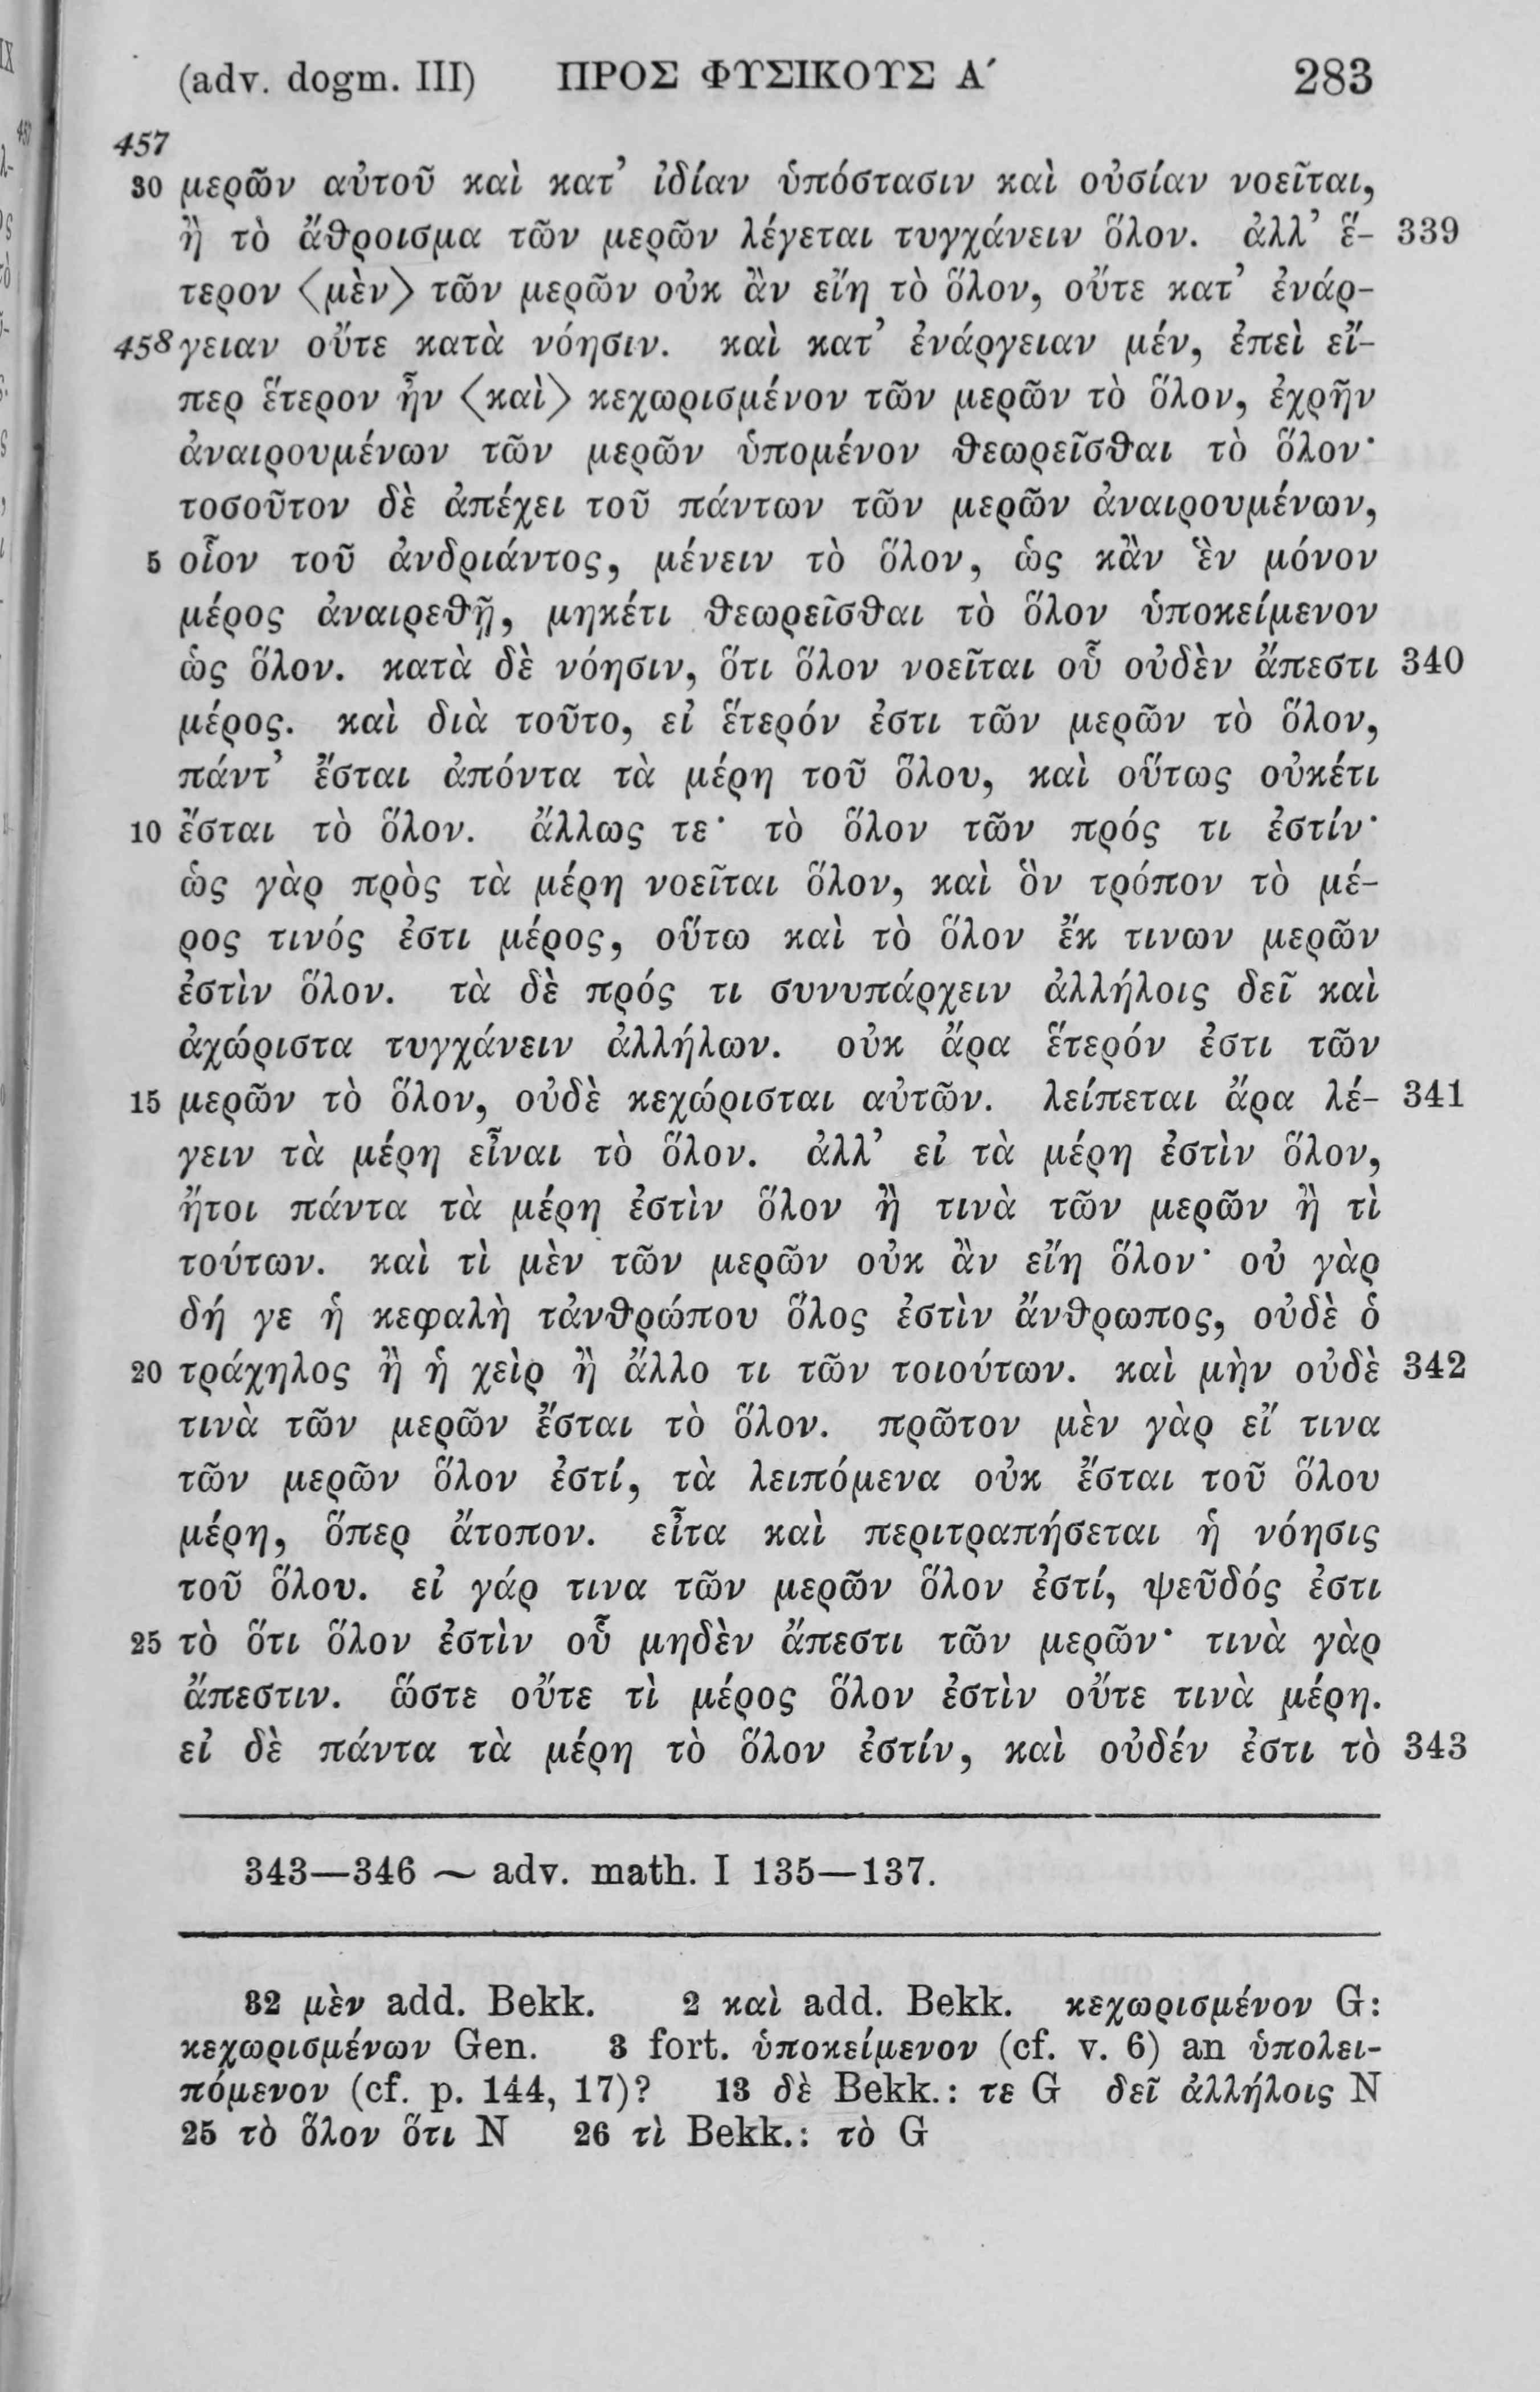 (adv. dogm. III) ΠΡΟΣ ΦΥΣΙΚΟΥΣ Α′ 283
457
30 μερῶν αὐτοῦ καὶ κατ’ ἰδίαν ὑπόστασιν καὶ οὐσίαν νοεῖται,
ἢ τὸ ἄθροισμα τῶν μερῶν λέγεται τυγχάνειν ὅλον. ἀλλ’ ἕ- 339
τερον 〈μὲν〉 τῶν μερῶν οὐκ ἂν εἴη τὸ ὅλον, οὔτε κατ’ ἐνάρ-
458 γειαν οὔτε κατὰ νόησιν. καὶ κατ’ ἐνάργειαν μέν, ἐπεὶ εἴ-
περ ἕτερον ἦν 〈καὶ〉 κεχωρισμένον τῶν μερῶν τὸ ὅλον, ἐχρῆν
ἀναιρουμένων τῶν μερῶν ὑπομένον θεωρεῖσθαι τὸ ὅλον·
τοσοῦτον δὲ ἀπέχει τοῦ πάντων τῶν μερῶν ἀναιρουμένων,
5 οἷον τοῦ ἀνδριάντος, μένειν τὸ ὅλον, ὡς κἂν ἓν μόνον
μέρος ἀναιρεθῇ, μηκέτι θεωρεῖσθαι τὸ ὅλον ὑποκείμενον
ὡς ὅλον. κατὰ δὲ νόησιν, ὅτι ὅλον νοεῖται οὗ οὐδὲν ἄπεστι 340
μέρος. καὶ διὰ τοῦτο, εἰ ἕτερόν ἐστι τῶν μερῶν τὸ ὅλον,
πάντ’ ἔσται ἀπόντα τὰ μέρη τοῦ ὅλου, καὶ οὕτως οὐκέτι
10 ἔσται τὸ ὅλον. ἄλλως τε· τὸ ὅλον τῶν πρός τι ἐστίν·
ὡς γὰρ πρὸς τὰ μέρη νοεῖται ὅλον, καὶ ὃν τρόπον τὸ μέ-
ρος τινός ἐστι μέρος, οὕτω καὶ τὸ ὅλον ἔκ τινων μερῶν
ἐστὶν ὅλον. τὰ δὲ πρός τι συνυπάρχειν ἀλλήλοις δεῖ καὶ
ἀχώριστα τυγχάνειν ἀλλήλων. οὐκ ἄρα ἕτερόν ἐστι τῶν
15 μερῶν τὸ ὅλον, οὐδὲ κεχώρισται αὐτῶν. λείπεται ἄρα λέ- 341
γειν τὰ μέρη εἶναι τὸ ὅλον. ἀλλ’ εἰ τὰ μέρη ἐστὶν ὅλον,
ἤτοι πάντα τὰ μέρη ἐστὶν ὅλον ἢ τινὰ τῶν μερῶν ἢ τὶ
τούτων. καὶ τὶ μὲν τῶν μερῶν οὐκ ἂν εἴη ὅλον· οὐ γὰρ
δή γε ἡ κεφαλὴ τἀνθρώπου ὅλος ἐστὶν ἄνθρωπος, οὐδὲ ὁ
20 τράχηλος ἢ ἡ χεὶρ ἢ ἄλλο τι τῶν τοιούτων. καὶ μὴν οὐδὲ 342
τινὰ τῶν μερῶν ἔσται τὸ ὅλον. πρῶτον μὲν γὰρ εἴ τινα
τῶν μερῶν ὅλον ἐστί, τὰ λειπόμενα οὐκ ἔσται τοῦ ὅλου
μέρη, ὅπερ ἄτοπον. εἶτα καὶ περιτραπήσεται ἡ νόησις
τοῦ ὅλου. εἰ γάρ τινα τῶν μερῶν ὅλον ἐστί, ψεῦδός ἐστι
25 τὸ ὅτι ὅλον ἐστὶν οὗ μηδὲν ἄπεστι τῶν μερῶν· τινὰ γὰρ
ἄπεστιν. ὥστε οὔτε τὶ μέρος ὅλον ἐστὶν οὔτε τινὰ μέρη.
εἰ δὲ πάντα τὰ μέρη τὸ ὅλον ἐστίν, καὶ οὐδέν ἐστι τὸ 343
343—346 ~ adv. math. I 135—137.
32 μὲν add. Bekk. 2 καὶ add. Bekk. κεχωρισμένον G:
κεχωρισμένων Gen. 3 fort. ὑποκείμενον (cf. v. 6) an ὑπολει-
πόμενον (cf. p. 144, 17)? 13 δὲ Bekk.: τε G δεῖ ἀλλήλοις N
25 τὸ ὅλον ὅτι N 26 τὶ Bekk.: τὸ G